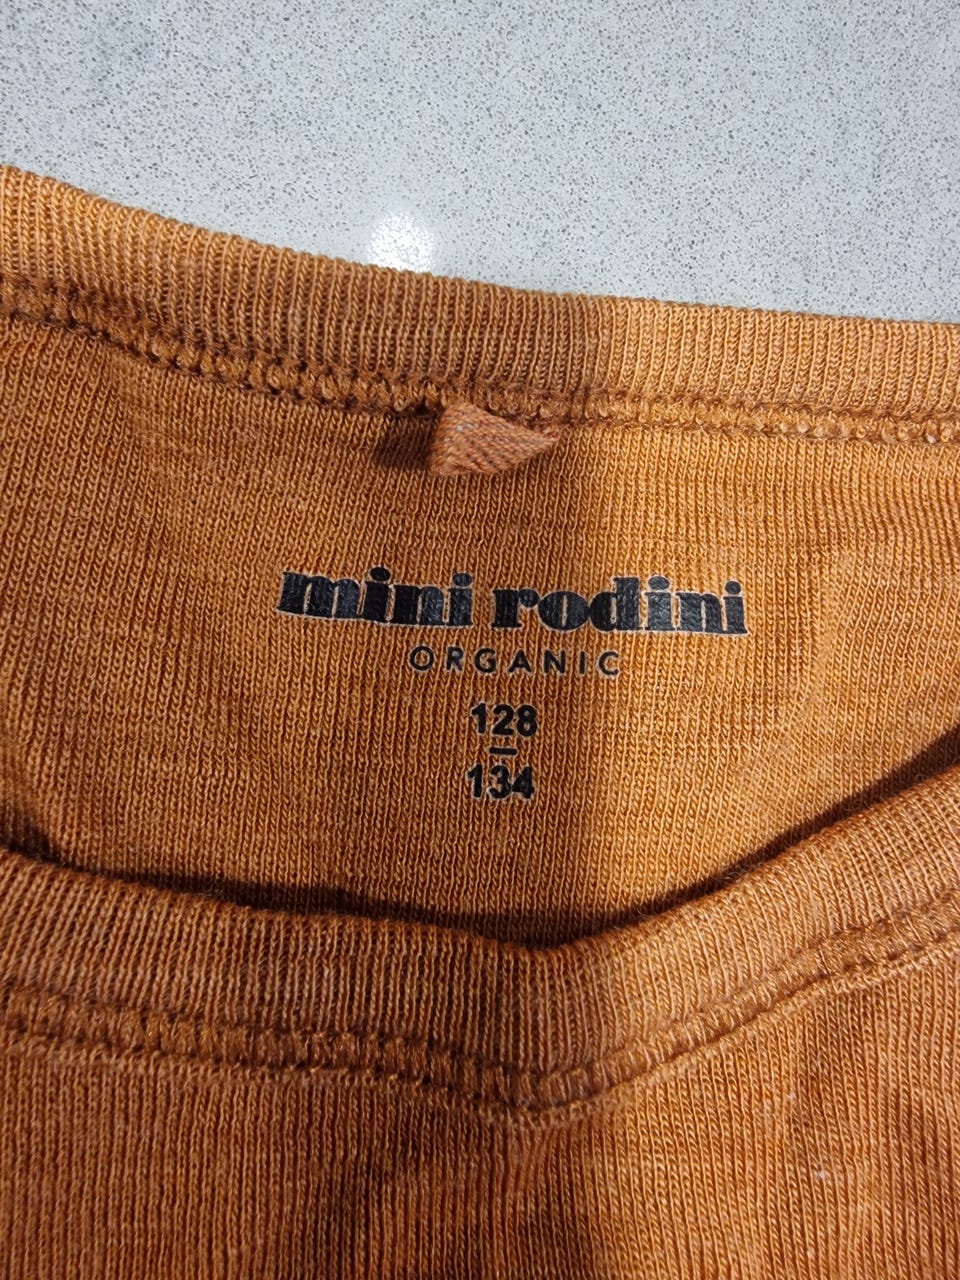 mini rodini
ORGANIC
128
134